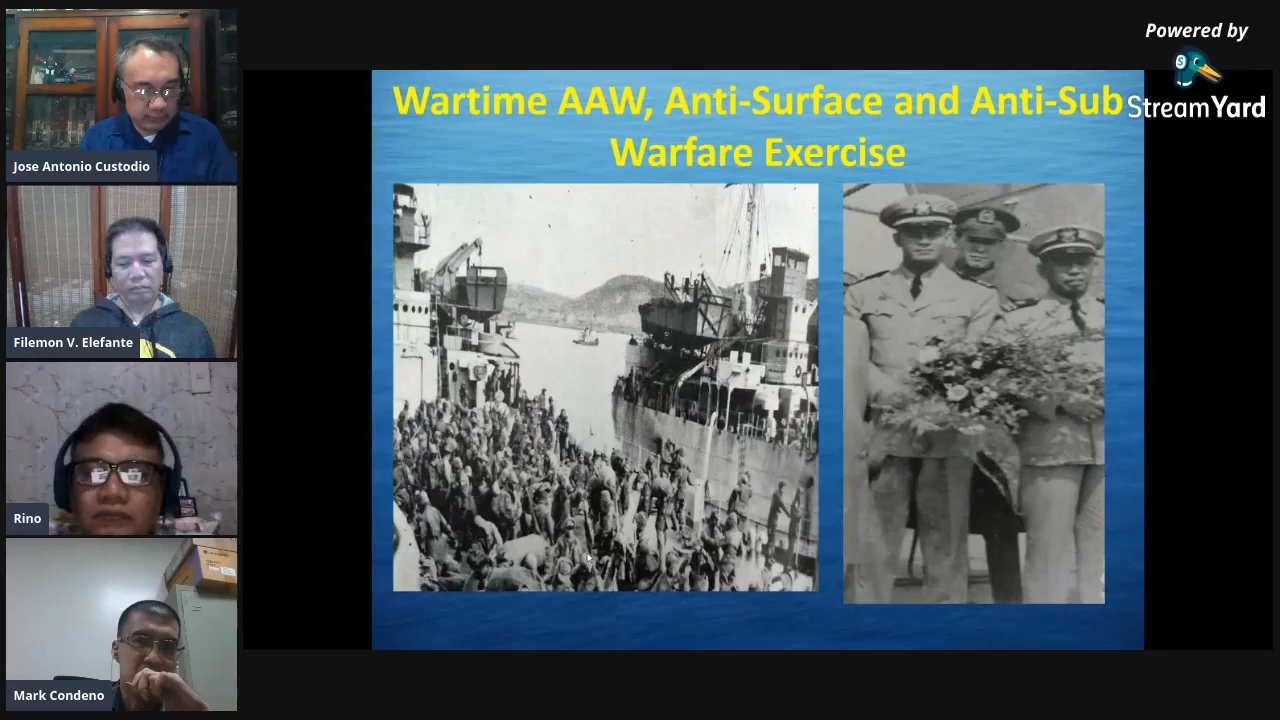 Powered by
StreamYard
Wartime AAW, Anti-Surface and Anti-Sub
Warfare Exercise
Jose Antonio Custodio
Filemon V. Elefante
Rino
Mark Condeno